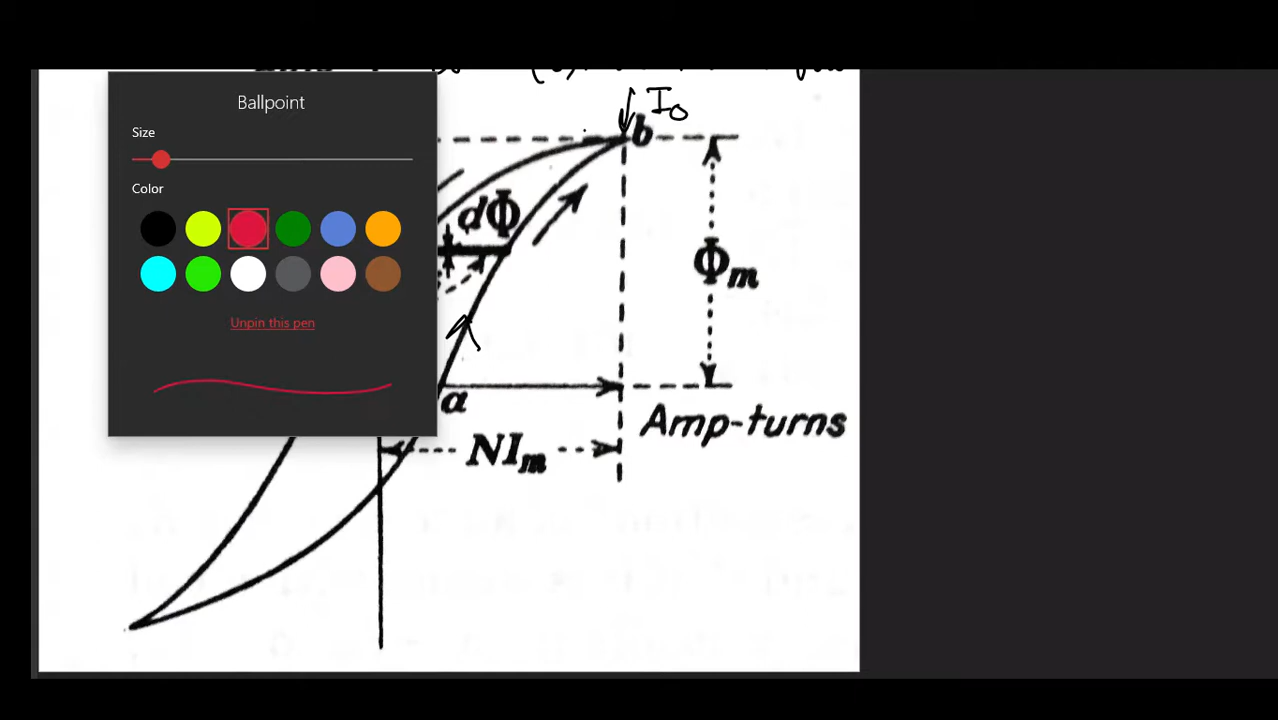 Ballpoint
Size
Color
Unpin this pen
I₀
b
dΦ
Φm
a
Amp-turns
NIm